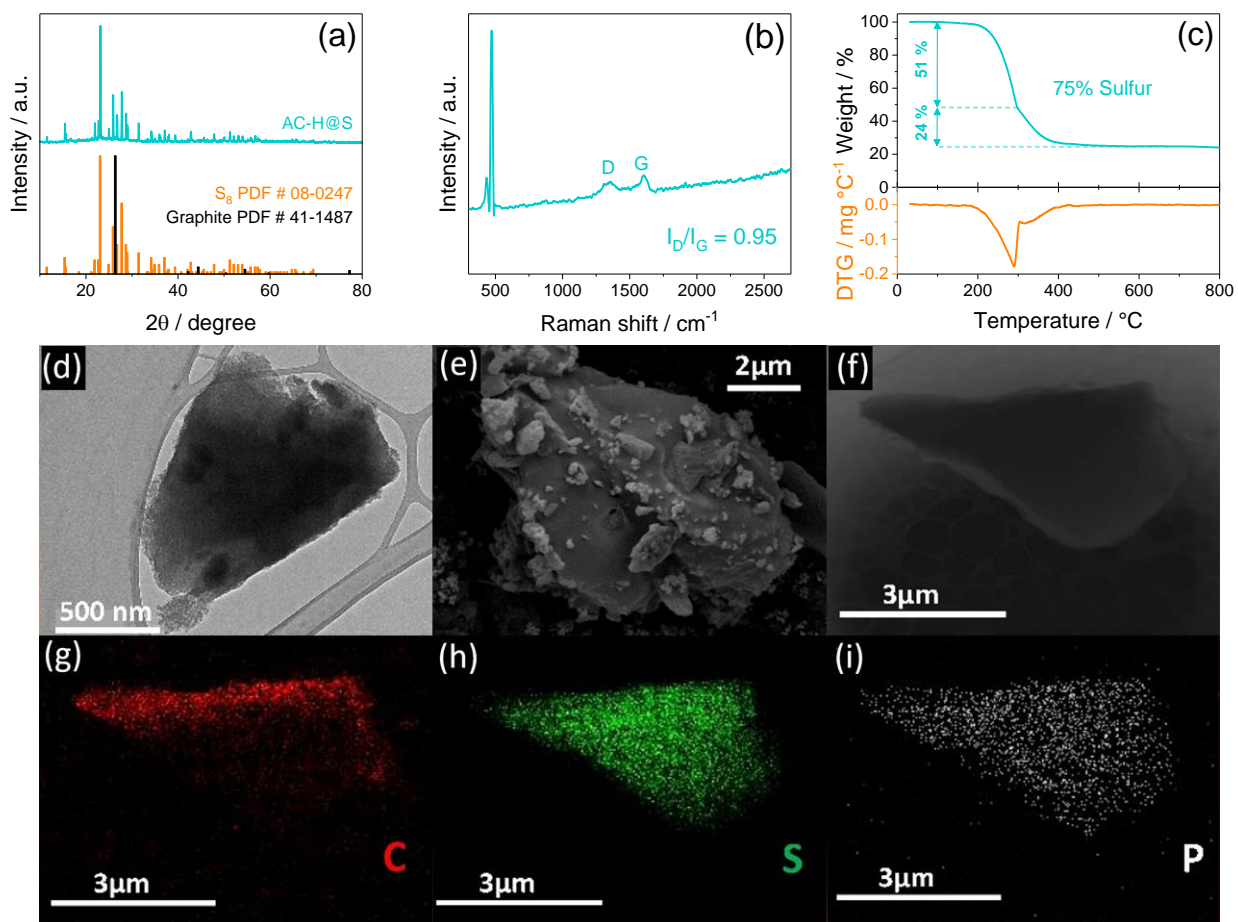 (a)
Intensity / a.u.
AC-H@S
S₈ PDF # 08-0247
Graphite PDF # 41-1487
20 40 60 80
2θ / degree
(b)
Intensity / a.u.
D
G
I_D/I_G = 0.95
500 1000 1500 2000 2500
Raman shift / cm⁻¹
(c)
Weight / %
100
80
60
40
20
0
51 %
24 %
75% Sulfur
DTG / mg °C⁻¹
0.0
-0.1
-0.2
0 200 400 600 800
Temperature / °C
(d)
500 nm
(e)
2μm
(f)
3μm
(g)
3μm
C
(h)
3μm
S
(i)
3μm
P